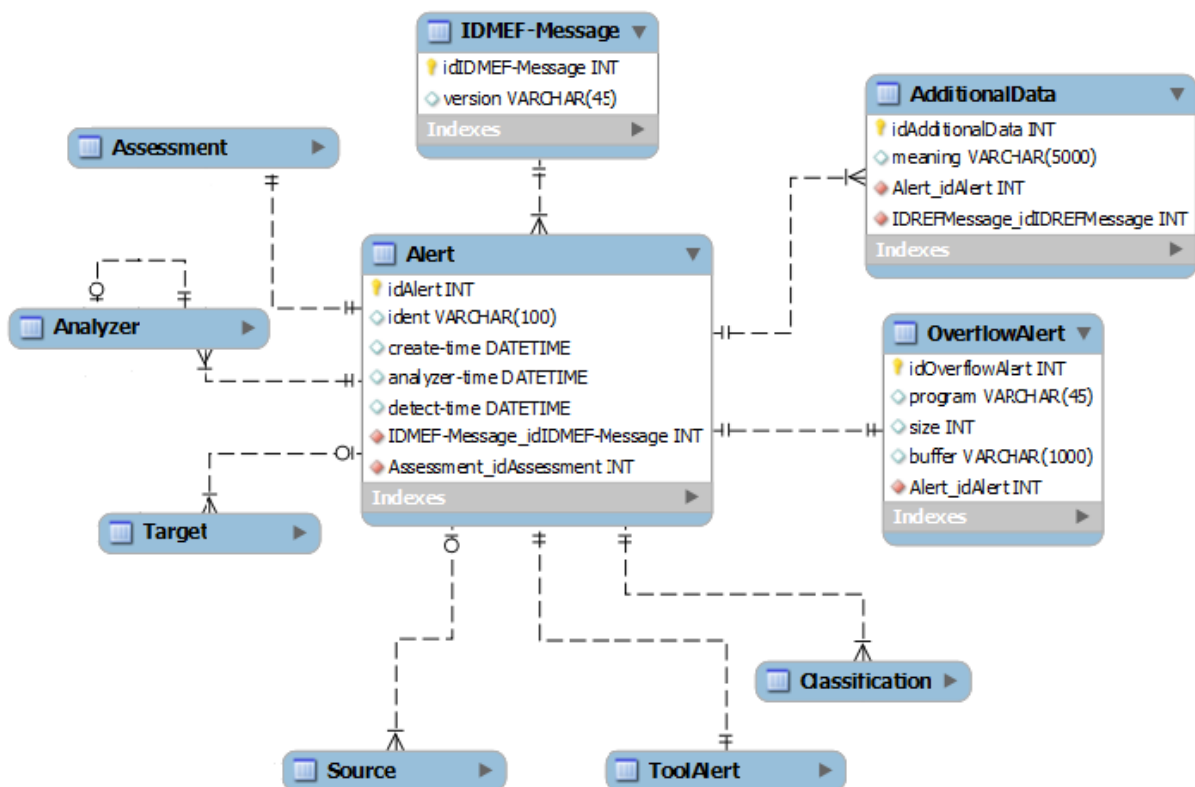 IDMEF-Message
idIDMEF-Message INT
version VARCHAR(45)
Indexes
AdditionalData
idAdditionalData INT
meaning VARCHAR(5000)
Alert_idAlert INT
IDREFMessage_idIDREFMessage INT
Indexes
Assessment
Alert
idAlert INT
ident VARCHAR(100)
create-time DATETIME
analyzer-time DATETIME
detect-time DATETIME
IDMEF-Message_idIDMEF-Message INT
Assessment_idAssessment INT
Indexes
Analyzer
OverflowAlert
idOverflowAlert INT
program VARCHAR(45)
size INT
buffer VARCHAR(1000)
Alert_idAlert INT
Indexes
Target
Classification
Source
ToolAlert